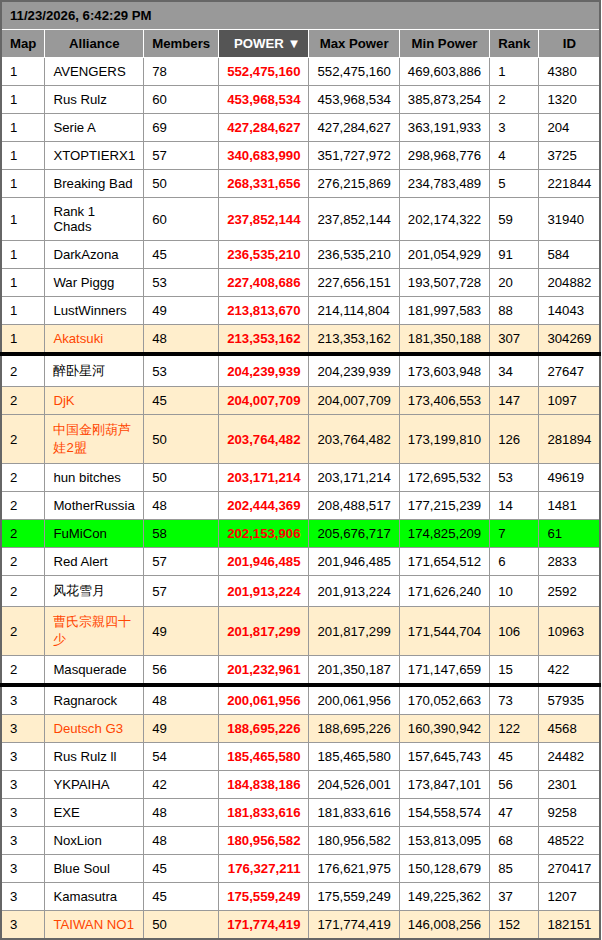 11/23/2026, 6:42:29 PM
Map Alliance Members POWER ▼ Max Power Min Power Rank ID
1 AVENGERS 78 552,475,160 552,475,160 469,603,886 1 4380
1 Rus Rulz 60 453,968,534 453,968,534 385,873,254 2 1320
1 Serie A 69 427,284,627 427,284,627 363,191,933 3 204
1 XTOPTIERX1 57 340,683,990 351,727,972 298,968,776 4 3725
1 Breaking Bad 50 268,331,656 276,215,869 234,783,489 5 221844
1 Rank 1 Chads 60 237,852,144 237,852,144 202,174,322 59 31940
1 DarkAzona 45 236,535,210 236,535,210 201,054,929 91 584
1 War Piggg 53 227,408,686 227,656,151 193,507,728 20 204882
1 LustWinners 49 213,813,670 214,114,804 181,997,583 88 14043
1 Akatsuki 48 213,353,162 213,353,162 181,350,188 307 304269
2 醉卧星河 53 204,239,939 204,239,939 173,603,948 34 27647
2 DjK 45 204,007,709 204,007,709 173,406,553 147 1097
2 中国金刚葫芦娃2盟 50 203,764,482 203,764,482 173,199,810 126 281894
2 hun bitches 50 203,171,214 203,171,214 172,695,532 53 49619
2 MotherRussia 48 202,444,369 208,488,517 177,215,239 14 1481
2 FuMiCon 58 202,153,906 205,676,717 174,825,209 7 61
2 Red Alert 57 201,946,485 201,946,485 171,654,512 6 2833
2 风花雪月 57 201,913,224 201,913,224 171,626,240 10 2592
2 曹氏宗親四十少 49 201,817,299 201,817,299 171,544,704 106 10963
2 Masquerade 56 201,232,961 201,350,187 171,147,659 15 422
3 Ragnarock 48 200,061,956 200,061,956 170,052,663 73 57935
3 Deutsch G3 49 188,695,226 188,695,226 160,390,942 122 4568
3 Rus Rulz ll 54 185,465,580 185,465,580 157,645,743 45 24482
3 YKPAIHA 42 184,838,186 204,526,001 173,847,101 56 2301
3 EXE 48 181,833,616 181,833,616 154,558,574 47 9258
3 NoxLion 48 180,956,582 180,956,582 153,813,095 68 48522
3 Blue Soul 45 176,327,211 176,621,975 150,128,679 85 270417
3 Kamasutra 45 175,559,249 175,559,249 149,225,362 37 1207
3 TAIWAN NO1 50 171,774,419 171,774,419 146,008,256 152 182151